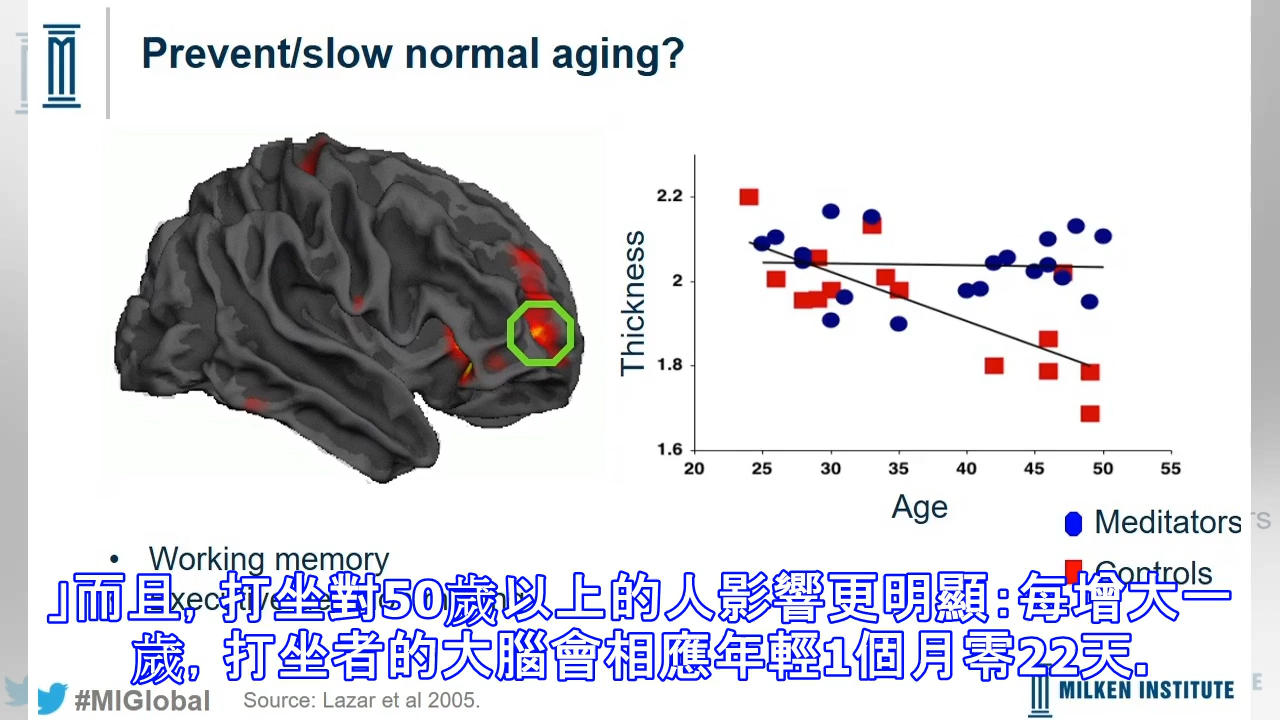 Prevent/slow normal aging?
2.2
2
1.8
1.6
Thickness
20 25 30 35 40 45 50 55
Age
Meditators
Controls
• Working memory
」而且, 打坐對50歲以上的人影響更明顯:每增大一
歲, 打坐者的大腦會相應年輕1個月零22天.
#MIGlobal
Source: Lazar et al 2005.
MILKEN INSTITUTE